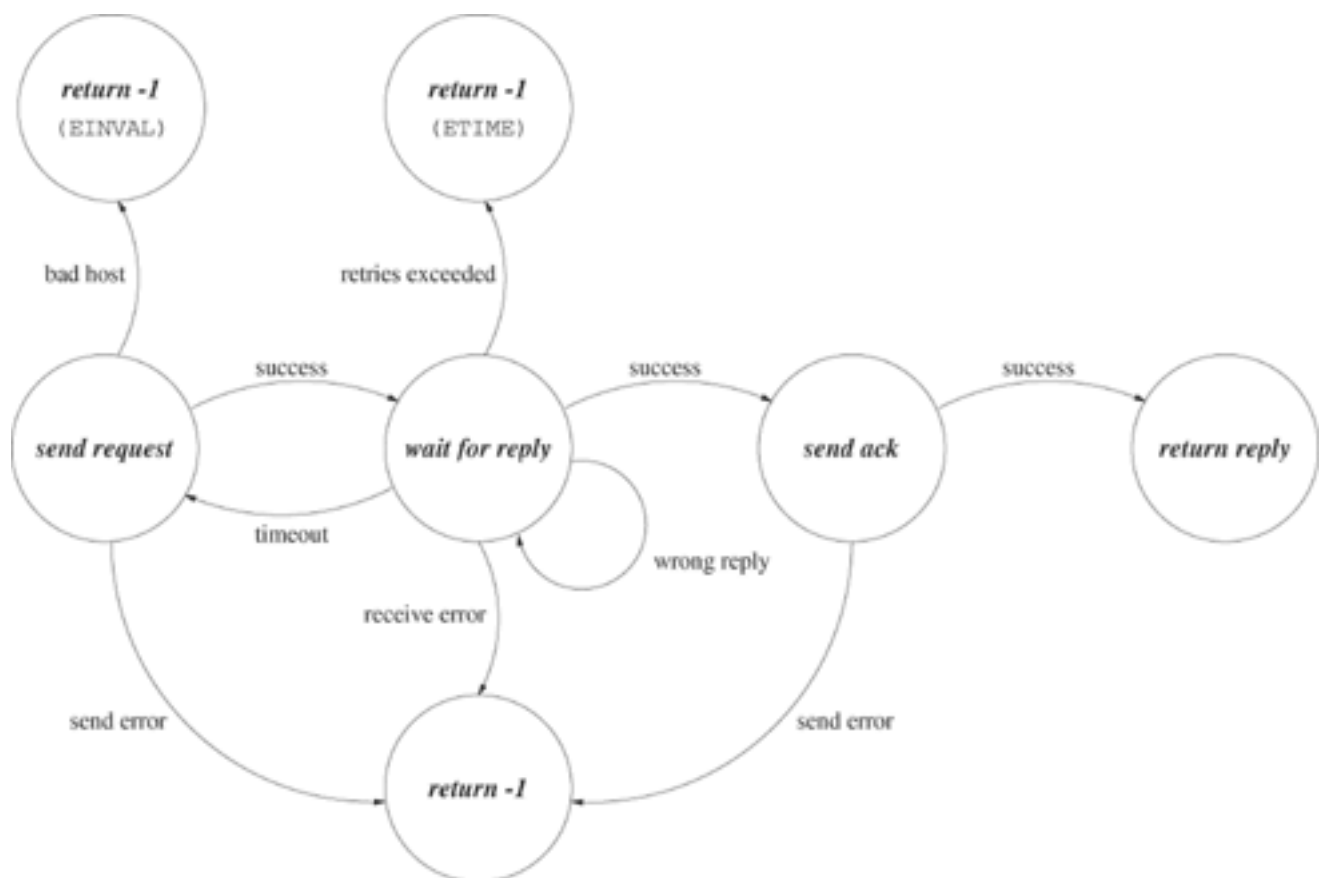 return -1
(EINVAL)
return -1
(ETIME)
bad host
retries exceeded
success
success
success
send request
wait for reply
send ack
return reply
timeout
wrong reply
receive error
send error
send error
return -1